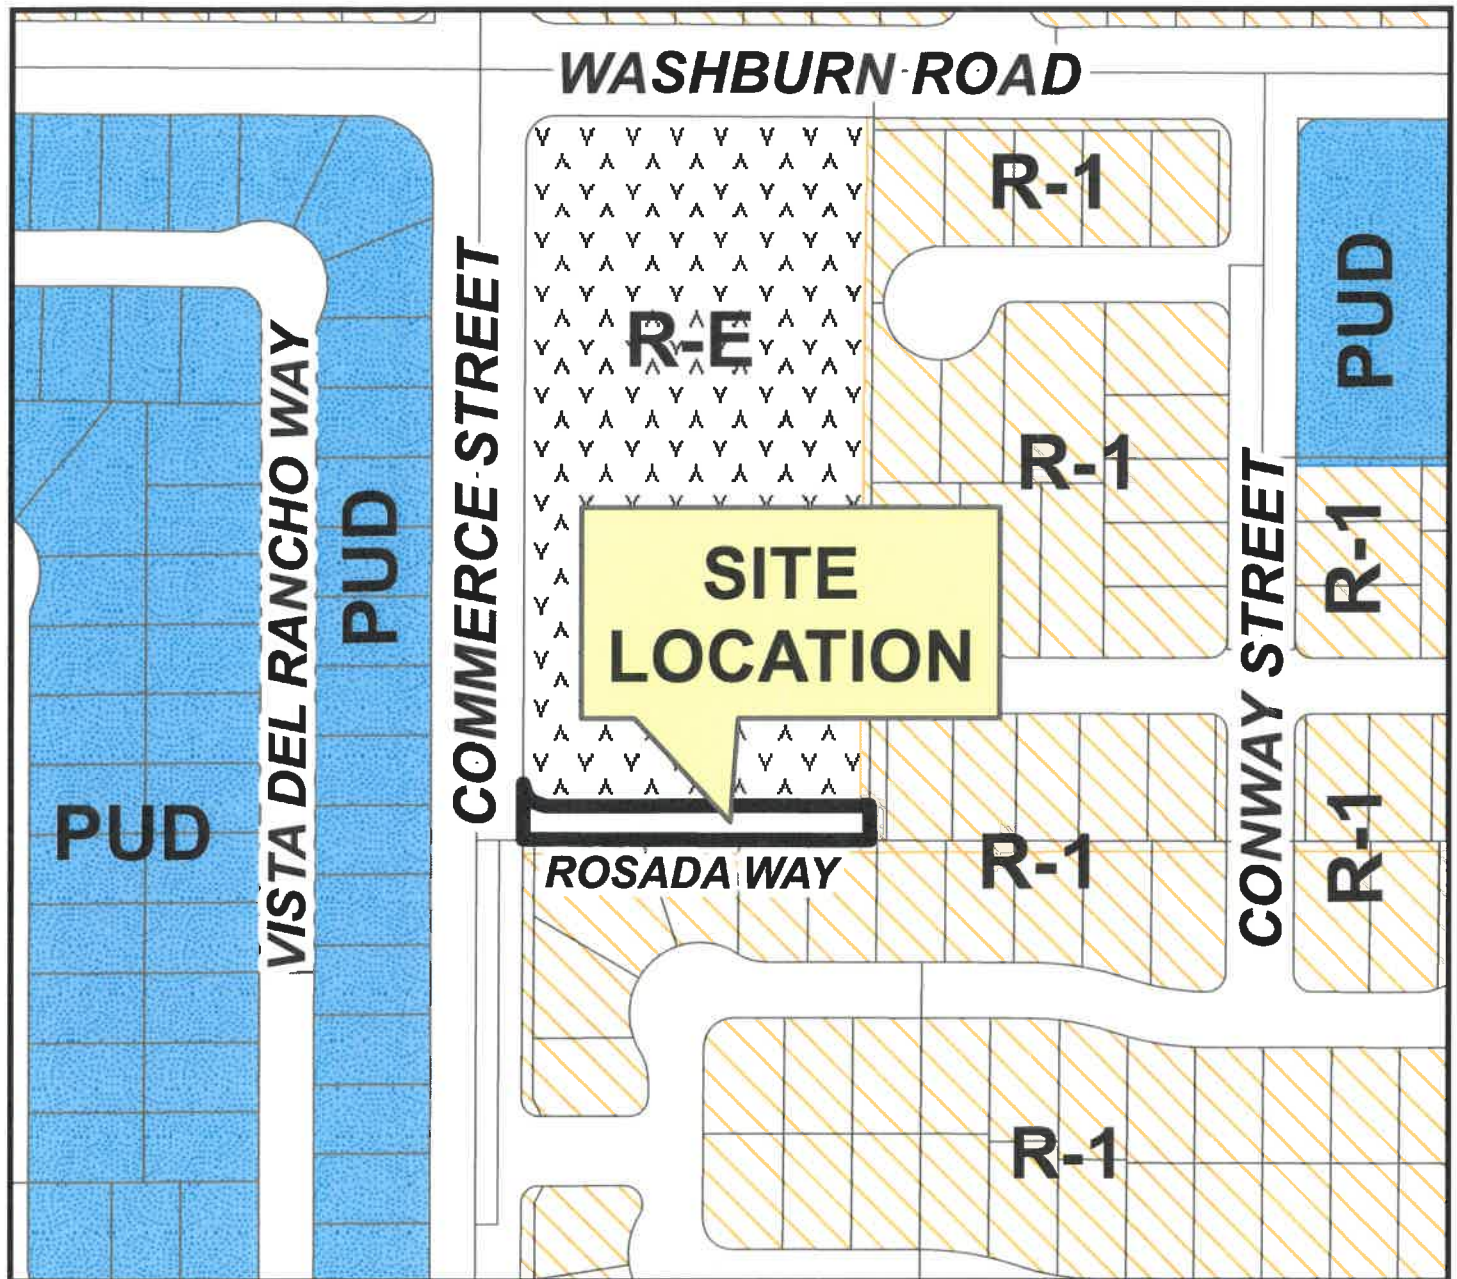 WASHBURN ROAD
R-1
PUD
R-E
COMMERCE STREET
VISTA DEL RANCHO WAY
PUD
R-1
CONWAY STREET
R-1
SITE
LOCATION
PUD
R-1
R-1
ROSADA WAY
R-1